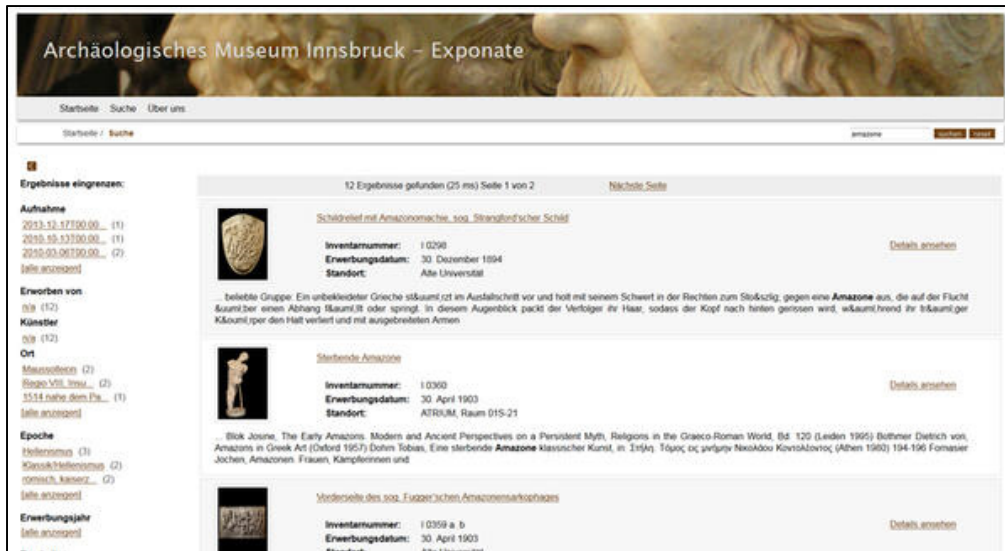 Archäologisches Museum Innsbruck – Exponate
Startseite Suche Über uns
Startseite / Suche
amazone suchen reset
Ergebnisse eingrenzen:
Aufnahme
2013-12-17T00:00... (1)
2010-10-13T00:00... (1)
2010-03-06T00:00... (2)
[alle anzeigen]
Erworben von
n/a (12)
Künstler
n/a (12)
Ort
Maussolleion (2)
Regio VIII, Insu... (2)
1514 nahe dem Pa... (1)
[alle anzeigen]
Epoche
Hellenismus (3)
Klassik/Hellenismus (2)
römisch, kaiserz... (2)
[alle anzeigen]
Erwerbungsjahr
[alle anzeigen]
12 Ergebnisse gefunden (25 ms) Seite 1 von 2 Nächste Seite
Schildrelief mit Amazonomachie, sog. Strangford'scher Schild
Inventarnummer: I 0298 Details ansehen
Erwerbungsdatum: 30. Dezember 1894
Standort: Alte Universität
... beliebte Gruppe: Ein unbekleideter Grieche st&uuml;rzt im Ausfallschritt vor und holt mit seinem Schwert in der Rechten zum Sto&szlig; gegen eine Amazone aus, die auf der Flucht
&uuml;ber einen Abhang f&auml;llt oder springt. In diesem Augenblick packt der Verfolger ihr Haar, sodass der Kopf nach hinten gerissen wird, w&auml;hrend ihr tr&auml;ger
K&ouml;rper den Halt verliert und mit ausgebreiteten Armen
Sterbende Amazone
Inventarnummer: I 0360 Details ansehen
Erwerbungsdatum: 30. April 1903
Standort: ATRIUM, Raum 01S-21
... Blok Josine, The Early Amazons. Modern and Ancient Perspectives on a Persistent Myth, Religions in the Graeco-Roman World, Bd. 120 (Leiden 1995) Bothmer Dietrich von,
Amazons in Greek Art (Oxford 1957) Dohrn Tobias, Eine sterbende Amazone klassischer Kunst, in: Στήλη. Τόμος εις μνήμην Νικολάου Κοντολέοντος (Athen 1980) 194-196 Fornasier
Jochen, Amazonen. Frauen, Kämpferinnen und
Vorderseite des sog. Fugger'schen Amazonensarkophages
Inventarnummer: I 0359 a. b Details ansehen
Erwerbungsdatum: 30. April 1903
Standort: Alte Universität